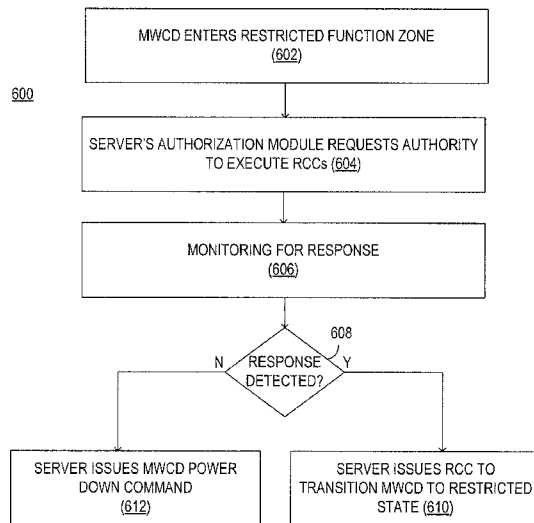 MWCD ENTERS RESTRICTED FUNCTION ZONE
(602)
600
SERVER'S AUTHORIZATION MODULE REQUESTS AUTHORITY
TO EXECUTE RCCs (604)
MONITORING FOR RESPONSE
(606)
608
N
RESPONSE
DETECTED?
Y
SERVER ISSUES MWCD POWER
DOWN COMMAND
(612)
SERVER ISSUES RCC TO
TRANSITION MWCD TO RESTRICTED
STATE (610)